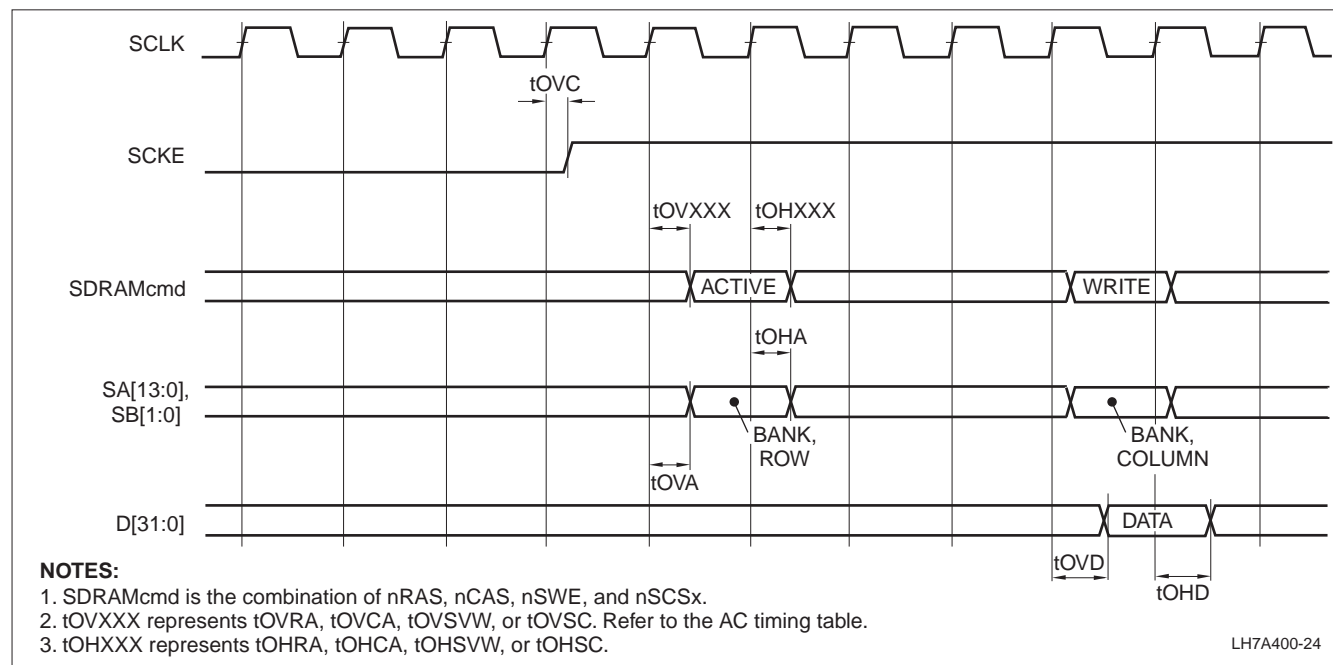 SCLK
tOVC
SCKE
tOVXXX
tOHXXX
SDRAMcmd
ACTIVE
WRITE
tOHA
SA[13:0],
SB[1:0]
BANK,
ROW
BANK,
COLUMN
tOVA
D[31:0]
DATA
tOVD
tOHD
NOTES:
1. SDRAMcmd is the combination of nRAS, nCAS, nSWE, and nSCSx.
2. tOVXXX represents tOVRA, tOVCA, tOVSVW, or tOVSC. Refer to the AC timing table.
3. tOHXXX represents tOHRA, tOHCA, tOHSVW, or tOHSC.
LH7A400-24